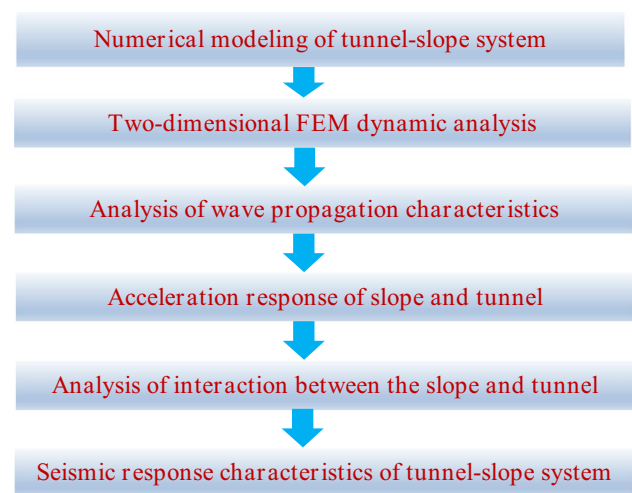 Numerical modeling of tunnel-slope system
Two-dimensional FEM dynamic analysis
Analysis of wave propagation characteristics
Acceleration response of slope and tunnel
Analysis of interaction between the slope and tunnel
Seismic response characteristics of tunnel-slope system